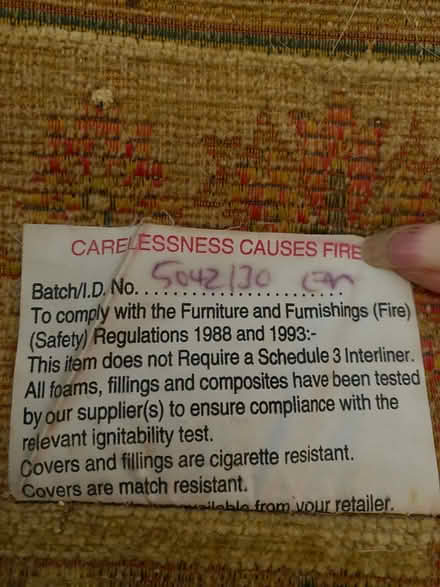 CARELESSNESS CAUSES FIRE
Batch/I.D. No. 5042130
To comply with the Furniture and Furnishings (Fire)
(Safety) Regulations 1988 and 1993:-
This item does not Require a Schedule 3 Interliner.
All foams, fillings and composites have been tested
by our supplier(s) to ensure compliance with the
relevant ignitability test.
Covers and fillings are cigarette resistant.
Covers are match resistant.
available from your retailer.